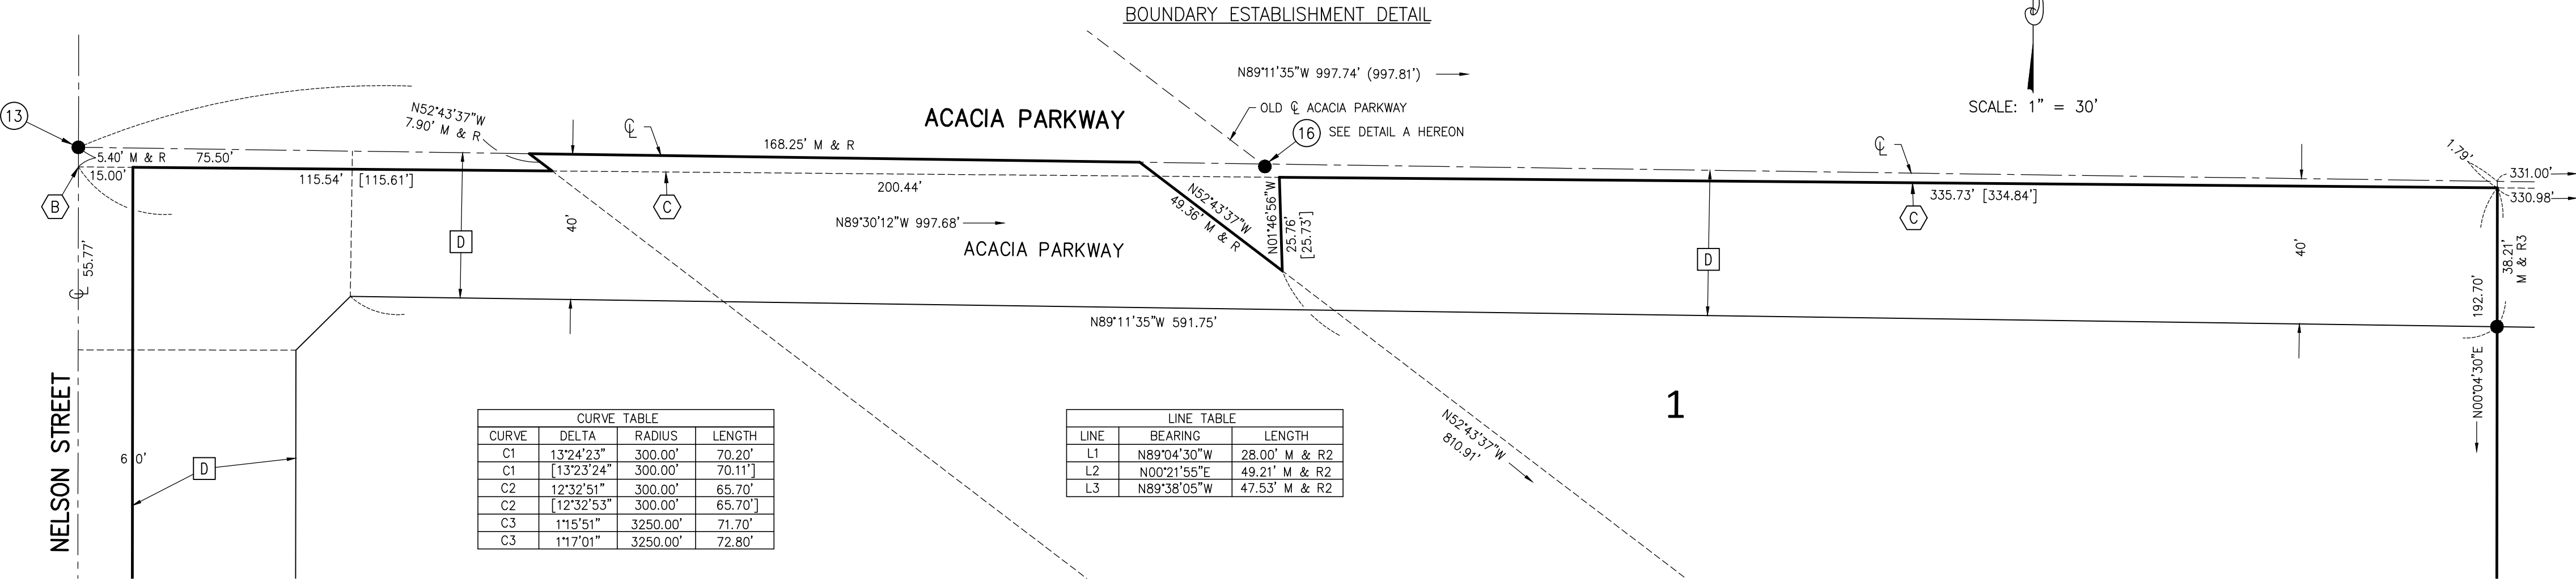 BOUNDARY ESTABLISHMENT DETAIL
N89°11'35"W 997.74' (997.81')
OLD ℄ ACACIA PARKWAY
16 SEE DETAIL A HEREON
SCALE: 1" = 30'
13
N52°43'37"W
7.90' M & R
℄
ACACIA PARKWAY
168.25' M & R
5.40' M & R
75.50'
15.00'
115.54' [115.61']
B
C
200.44'
N89°30'12"W 997.68'
ACACIA PARKWAY
40'
D
N52°43'37"W
49.36' M & R
N01°46'56"W
25.76'
[25.73']
℄
C
335.73' [334.84']
D
1.79'
331.00'
330.98'
40'
38.21'
M & R3
192.70'
N00°04'30"E
N89°11'35"W 591.75'
℄ 55.77'
NELSON STREET
6 0'
D
CURVE TABLE
CURVE DELTA RADIUS LENGTH
C1 13°24'23" 300.00' 70.20'
C1 [13°23'24" 300.00' 70.11']
C2 12°32'51" 300.00' 65.70'
C2 [12°32'53" 300.00' 65.70']
C3 1°15'51" 3250.00' 71.70'
C3 1°17'01" 3250.00' 72.80'
LINE TABLE
LINE BEARING LENGTH
L1 N89°04'30"W 28.00' M & R2
L2 N00°21'55"E 49.21' M & R2
L3 N89°38'05"W 47.53' M & R2
N52°43'37"W
810.91'
1